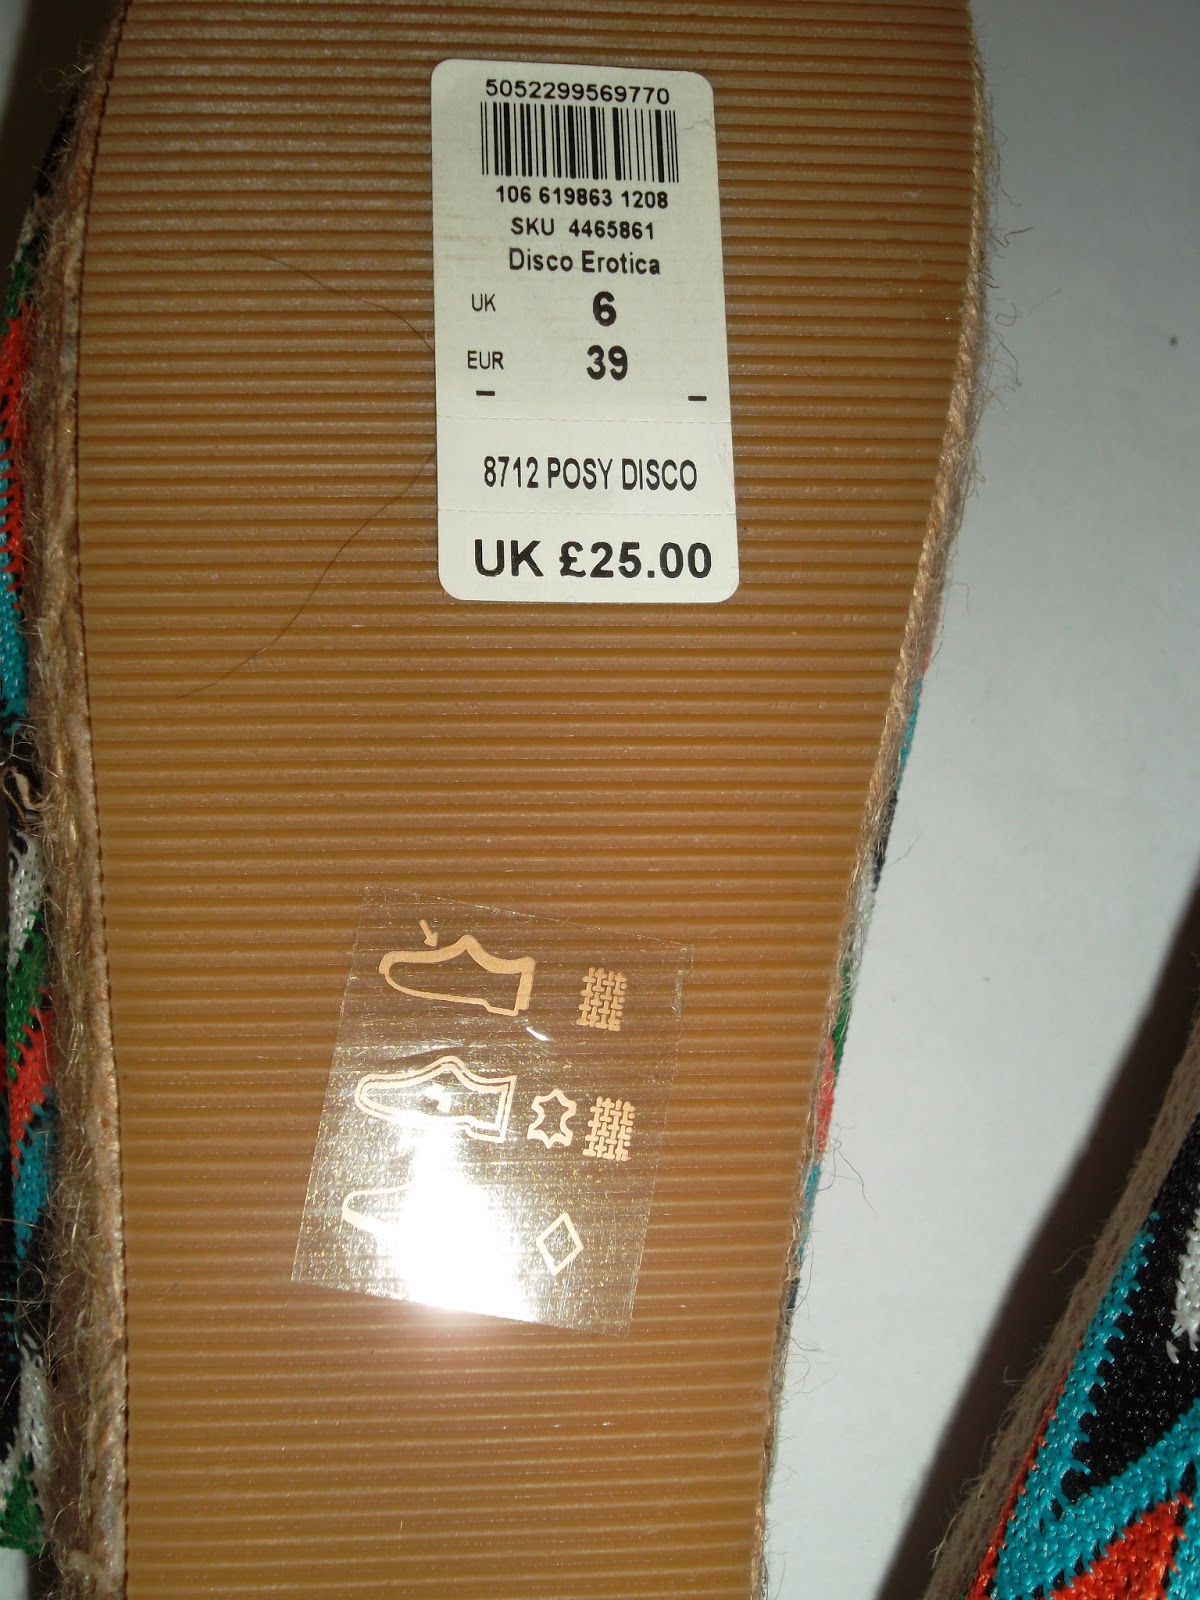 5052299569770
106 619863 1208
SKU 4465861
Disco Erotica
UK 6
EUR 39
8712 POSY DISCO
UK £25.00